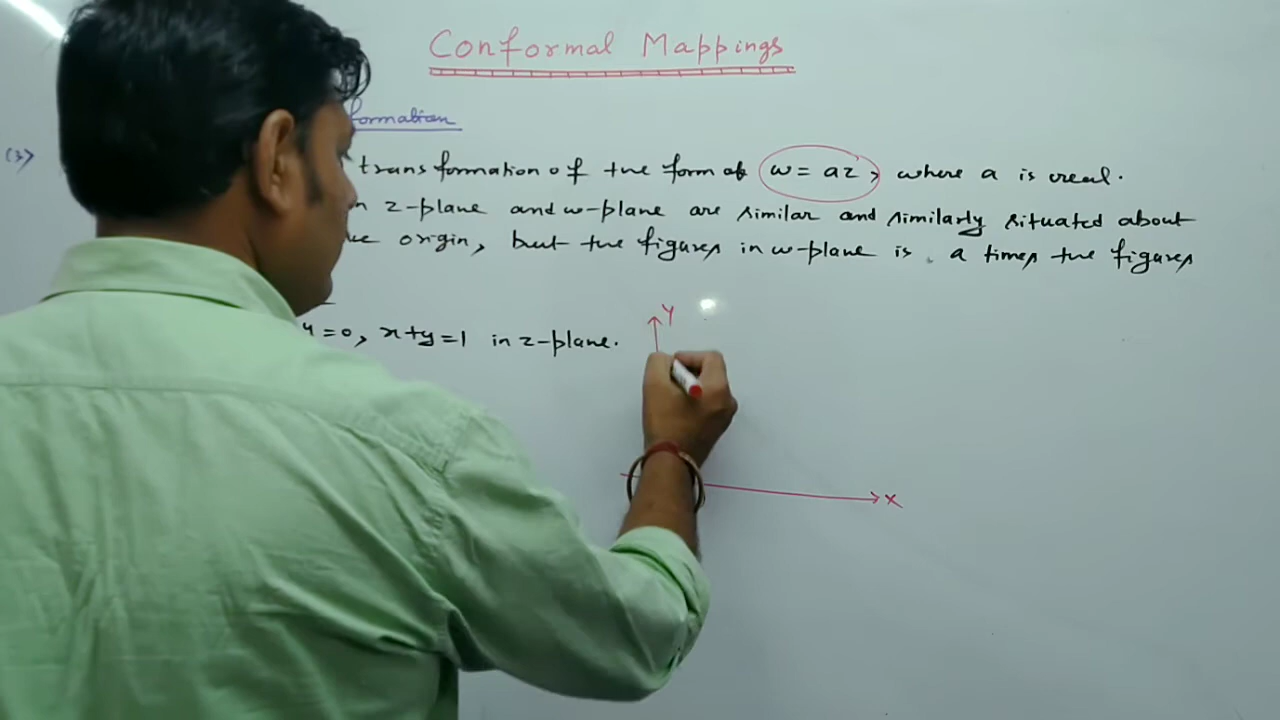 Conformal Mappings
(3) formation
transformation of the form of w = az, where a is real.
n z-plane and w-plane are similar and similarly situated about
origin, but the figures in w-plane is a times the figures
y=0, x+y=1 in z-plane.
Y
X